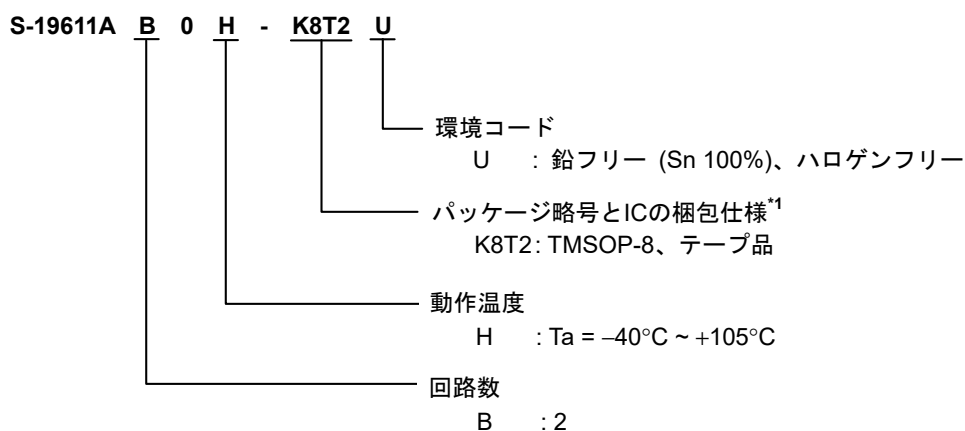 S-19611A B 0 H - K8T2 U
環境コード
U : 鉛フリー (Sn 100%)、ハロゲンフリー
パッケージ略号とICの梱包仕様*1
K8T2: TMSOP-8、テープ品
動作温度
H : Ta = −40°C ~ +105°C
回路数
B : 2